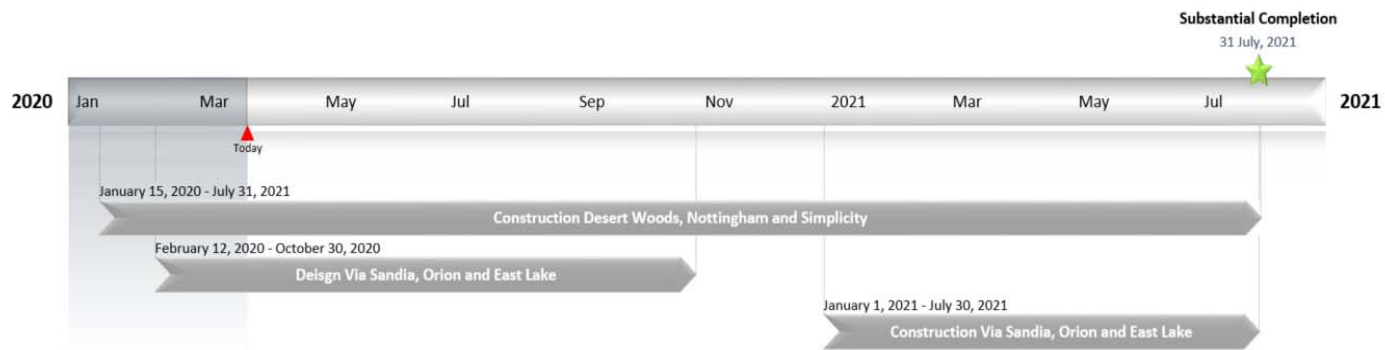 Substantial Completion
31 July, 2021
2020 Jan Mar May Jul Sep Nov 2021 Mar May Jul 2021
Today
January 15, 2020 - July 31, 2021
Construction Desert Woods, Nottingham and Simplicity
February 12, 2020 - October 30, 2020
Deisgn Via Sandia, Orion and East Lake
January 1, 2021 - July 30, 2021
Construction Via Sandia, Orion and East Lake